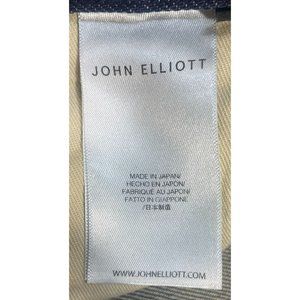 JOHN ELLIOTT
MADE IN JAPAN/
HECHO EN JAPÓN/
FABRIQUÉ AU JAPON/
FATTO IN GIAPPONE
/日本制造
WWW.JOHNELLIOTT.COM